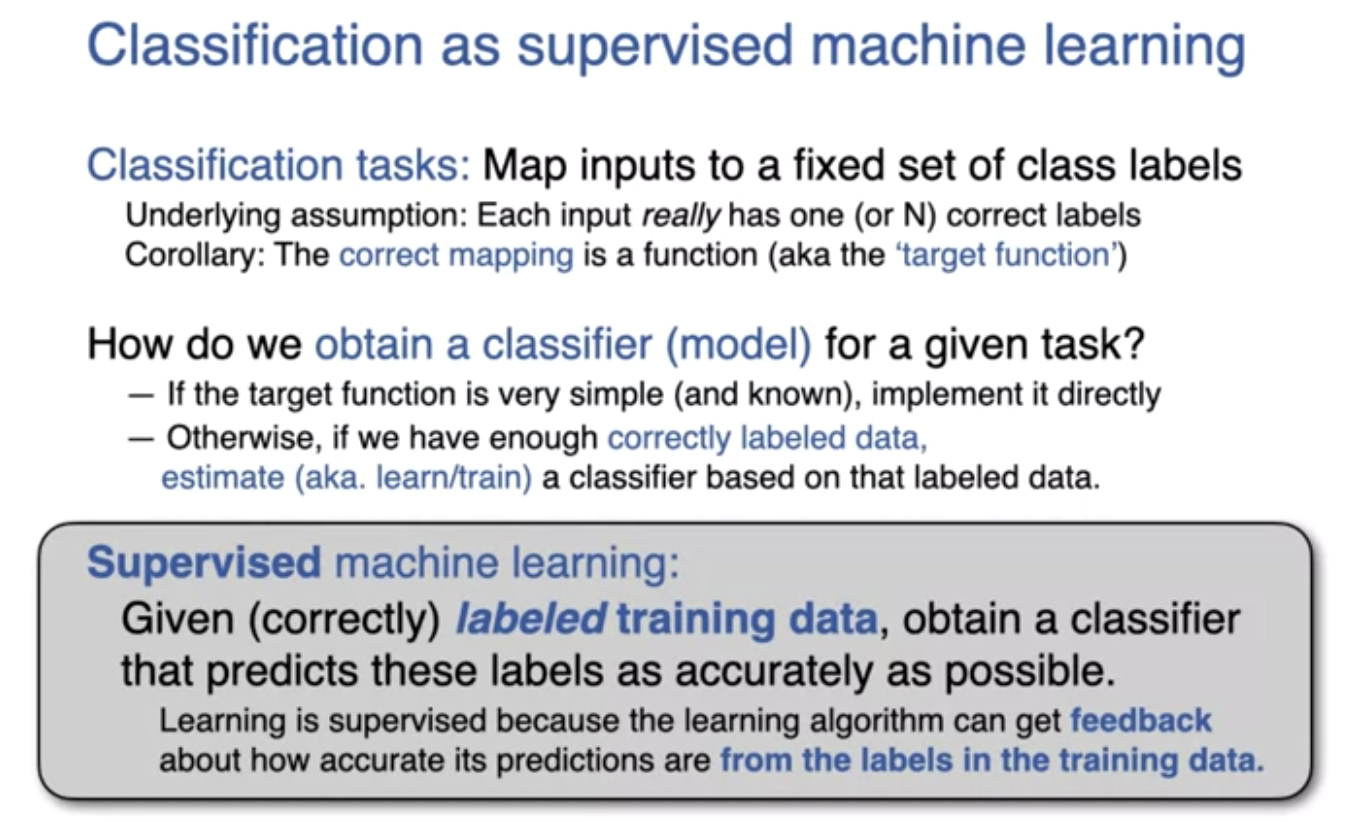 Classification as supervised machine learning
Classification tasks: Map inputs to a fixed set of class labels
Underlying assumption: Each input really has one (or N) correct labels
Corollary: The correct mapping is a function (aka the ‘target function’)
How do we obtain a classifier (model) for a given task?
— If the target function is very simple (and known), implement it directly
— Otherwise, if we have enough correctly labeled data,
estimate (aka. learn/train) a classifier based on that labeled data.
Supervised machine learning:
Given (correctly) labeled training data, obtain a classifier
that predicts these labels as accurately as possible.
Learning is supervised because the learning algorithm can get feedback
about how accurate its predictions are from the labels in the training data.